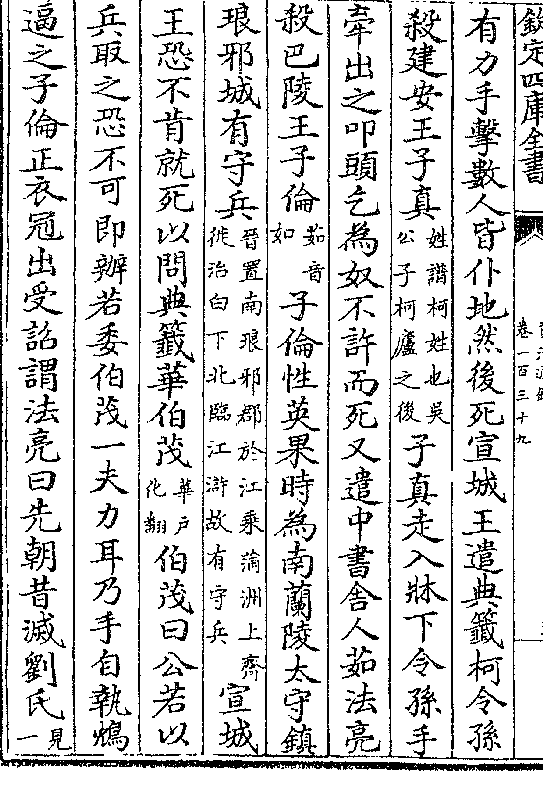 欽定四庫全書
卷一百三十九
有力手擊數人皆仆地然後死宣城王遣典籤柯令孫
殺建安王子真姓譜柯姓也吳公子柯廬之後子真走入牀下令孫手
牽出之叩頭乞為奴不許而死又遣中書舍人茹法亮
殺巴陵王子倫茹音如子倫性英果時為南蘭陵太守鎮
琅邪城有守兵晉置南琅邪郡於江乘蒲洲上齊徙治白下北臨江滸故有守兵宣城
王恐不肯就死以問典籤華伯茂華戶化翻伯茂曰公若以
兵取之恐不可即辦若委伯茂一夫力耳乃手自執鴆
逼之子倫正衣冠出受詔謂法亮曰先朝昔滅劉氏見一